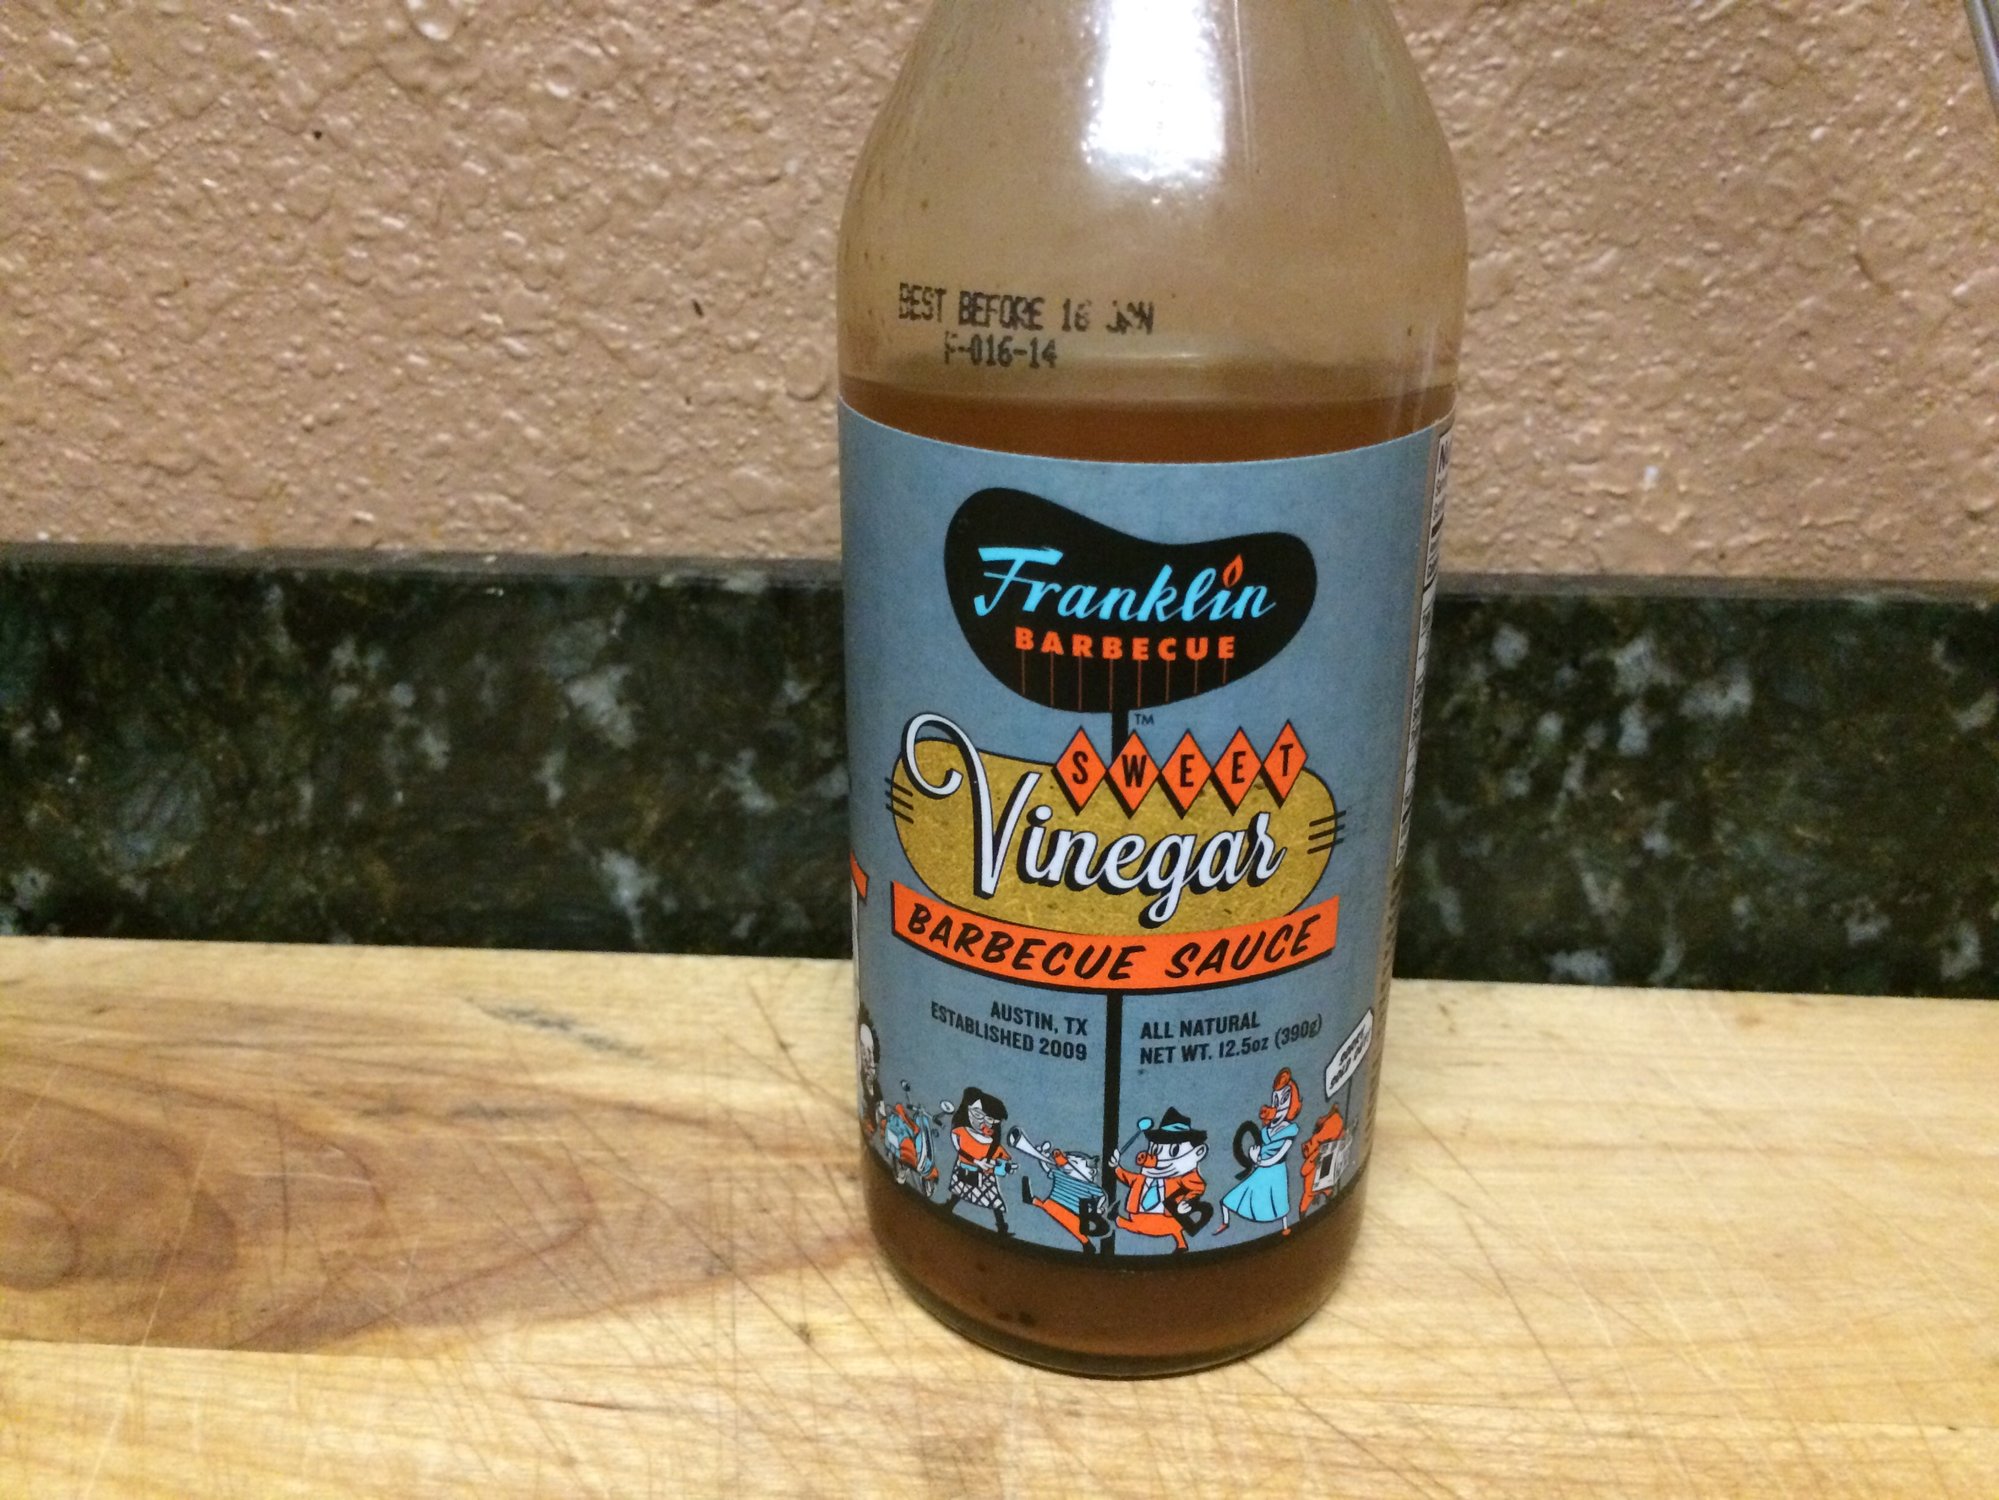 BEST BEFORE 16 JAN
F-016-14
Franklin
BARBECUE
TM
SWEET
Vinegar
BARBECUE SAUCE
AUSTIN, TX
ESTABLISHED 2009
ALL NATURAL
NET WT. 12.5oz (390g)
B
B